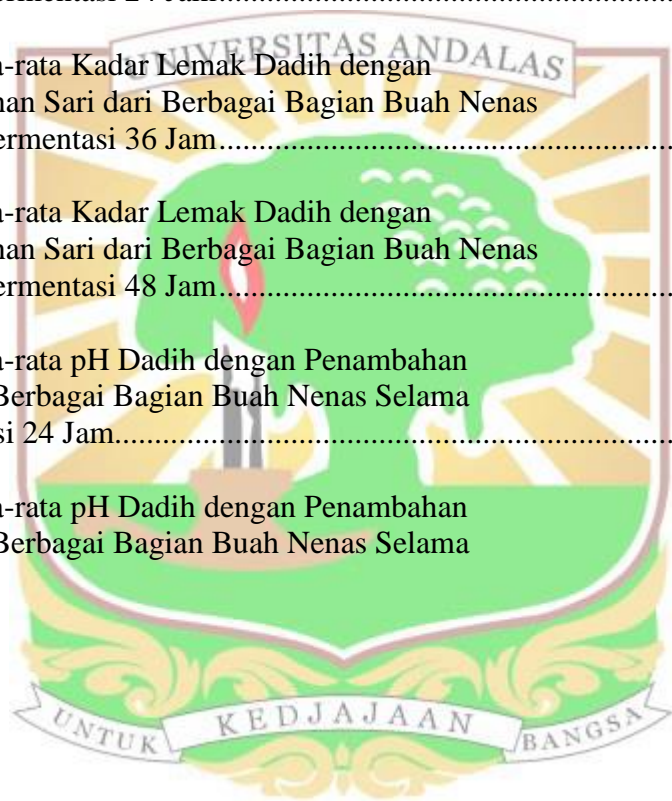 ermentasi 24 Jam....................................................................
UNIVERSITAS ANDALAS
a-rata Kadar Lemak Dadih dengan
han Sari dari Berbagai Bagian Buah Nenas
ermentasi 36 Jam....................................................................
a-rata Kadar Lemak Dadih dengan
han Sari dari Berbagai Bagian Buah Nenas
ermentasi 48 Jam....................................................................
a-rata pH Dadih dengan Penambahan
Berbagai Bagian Buah Nenas Selama
si 24 Jam....................................................................
a-rata pH Dadih dengan Penambahan
Berbagai Bagian Buah Nenas Selama
UNTUK KEDJAJAAN BANGSA